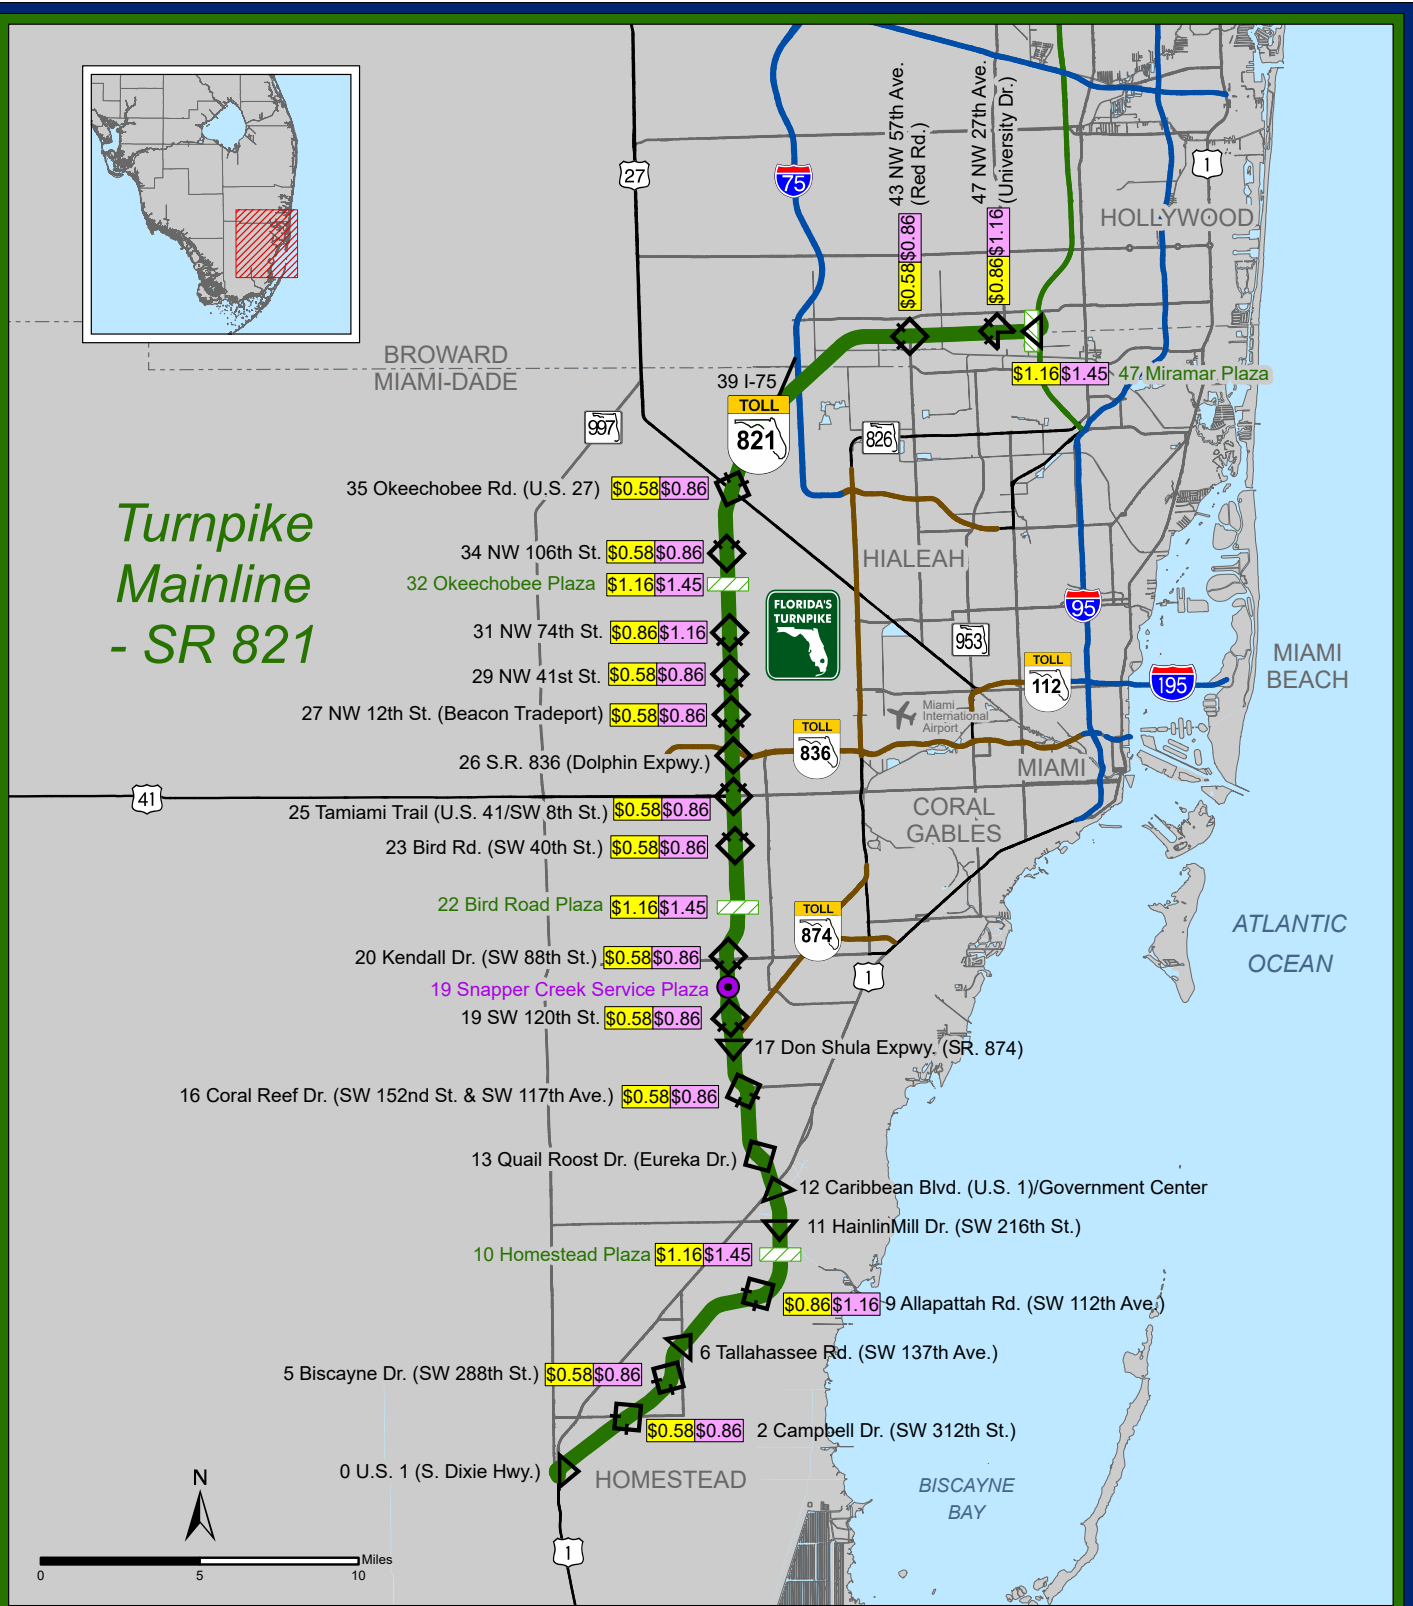 43 NW 57th Ave.
(Red Rd.)
$0.58 $0.86
47 NW 27th Ave.
(University Dr.)
$0.86 $1.16
27
75
1
HOLLYWOOD
BROWARD
MIAMI-DADE
$1.16 $1.45 47 Miramar Plaza
39 I-75
TOLL
821
997
826
Turnpike
Mainline
- SR 821
35 Okeechobee Rd. (U.S. 27) $0.58 $0.86
34 NW 106th St. $0.58 $0.86
32 Okeechobee Plaza $1.16 $1.45
HIALEAH
FLORIDA'S
TURNPIKE
95
31 NW 74th St. $0.86 $1.16
953
29 NW 41st St. $0.58 $0.86
TOLL
112
195
MIAMI
BEACH
27 NW 12th St. (Beacon Tradeport) $0.58 $0.86
Miami
International
Airport
TOLL
836
26 S.R. 836 (Dolphin Expwy.)
MIAMI
41
25 Tamiami Trail (U.S. 41/SW 8th St.) $0.58 $0.86
CORAL
GABLES
23 Bird Rd. (SW 40th St.) $0.58 $0.86
22 Bird Road Plaza $1.16 $1.45
TOLL
874
ATLANTIC
OCEAN
20 Kendall Dr. (SW 88th St.) $0.58 $0.86
1
19 Snapper Creek Service Plaza
19 SW 120th St. $0.58 $0.86
17 Don Shula Expwy. (SR. 874)
16 Coral Reef Dr. (SW 152nd St. & SW 117th Ave.) $0.58 $0.86
13 Quail Roost Dr. (Eureka Dr.)
12 Caribbean Blvd. (U.S. 1)/Government Center
11 HainlinMill Dr. (SW 216th St.)
10 Homestead Plaza $1.16 $1.45
$0.86 $1.16 9 Allapattah Rd. (SW 112th Ave.)
6 Tallahassee Rd. (SW 137th Ave.)
5 Biscayne Dr. (SW 288th St.) $0.58 $0.86
$0.58 $0.86 2 Campbell Dr. (SW 312th St.)
0 U.S. 1 (S. Dixie Hwy.)
HOMESTEAD
BISCAYNE
BAY
N
1
Miles
0 5 10